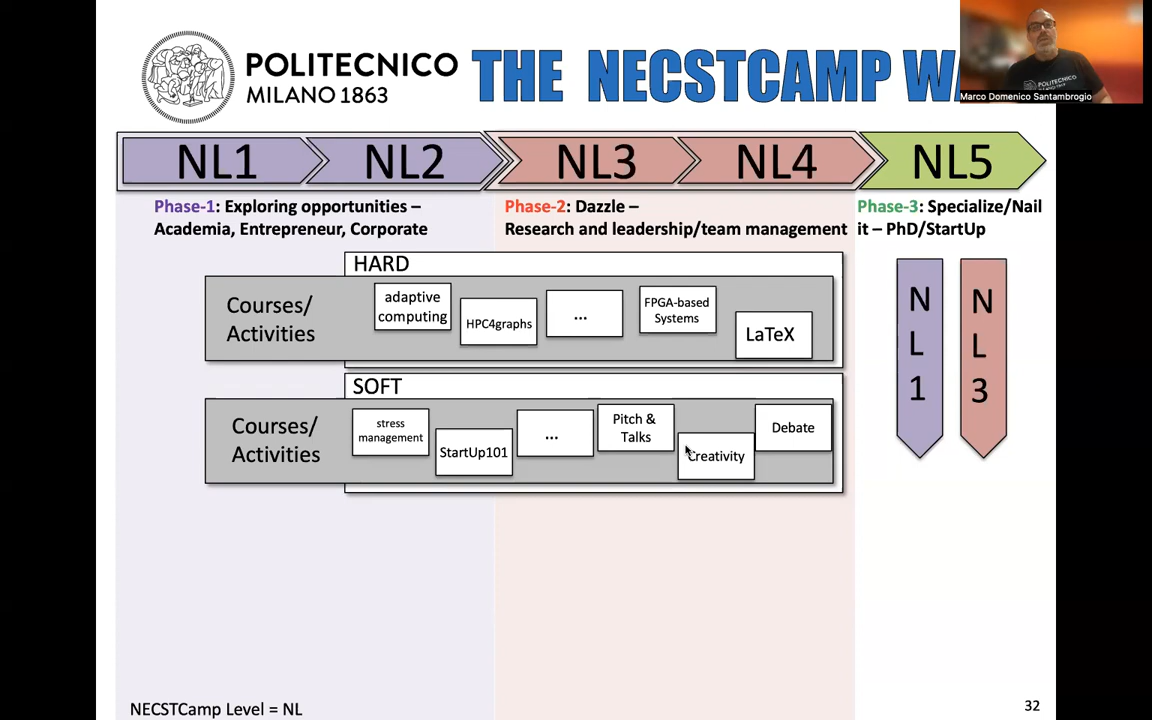 POLITECNICO
MILANO 1863
THE NECSTCAMP
Marco Domenico Santambrogio
NL1
NL2
NL3
NL4
NL5
Phase-1: Exploring opportunities –
Academia, Entrepreneur, Corporate
Phase-2: Dazzle –
Research and leadership/team management
Phase-3: Specialize/Nail
it – PhD/StartUp
HARD
Courses/
Activities
adaptive
computing
HPC4graphs
...
FPGA-based
Systems
LaTeX
SOFT
Courses/
Activities
stress
management
StartUp101
...
Pitch &
Talks
Creativity
Debate
N
L
1
N
L
3
NECSTCamp Level = NL
32